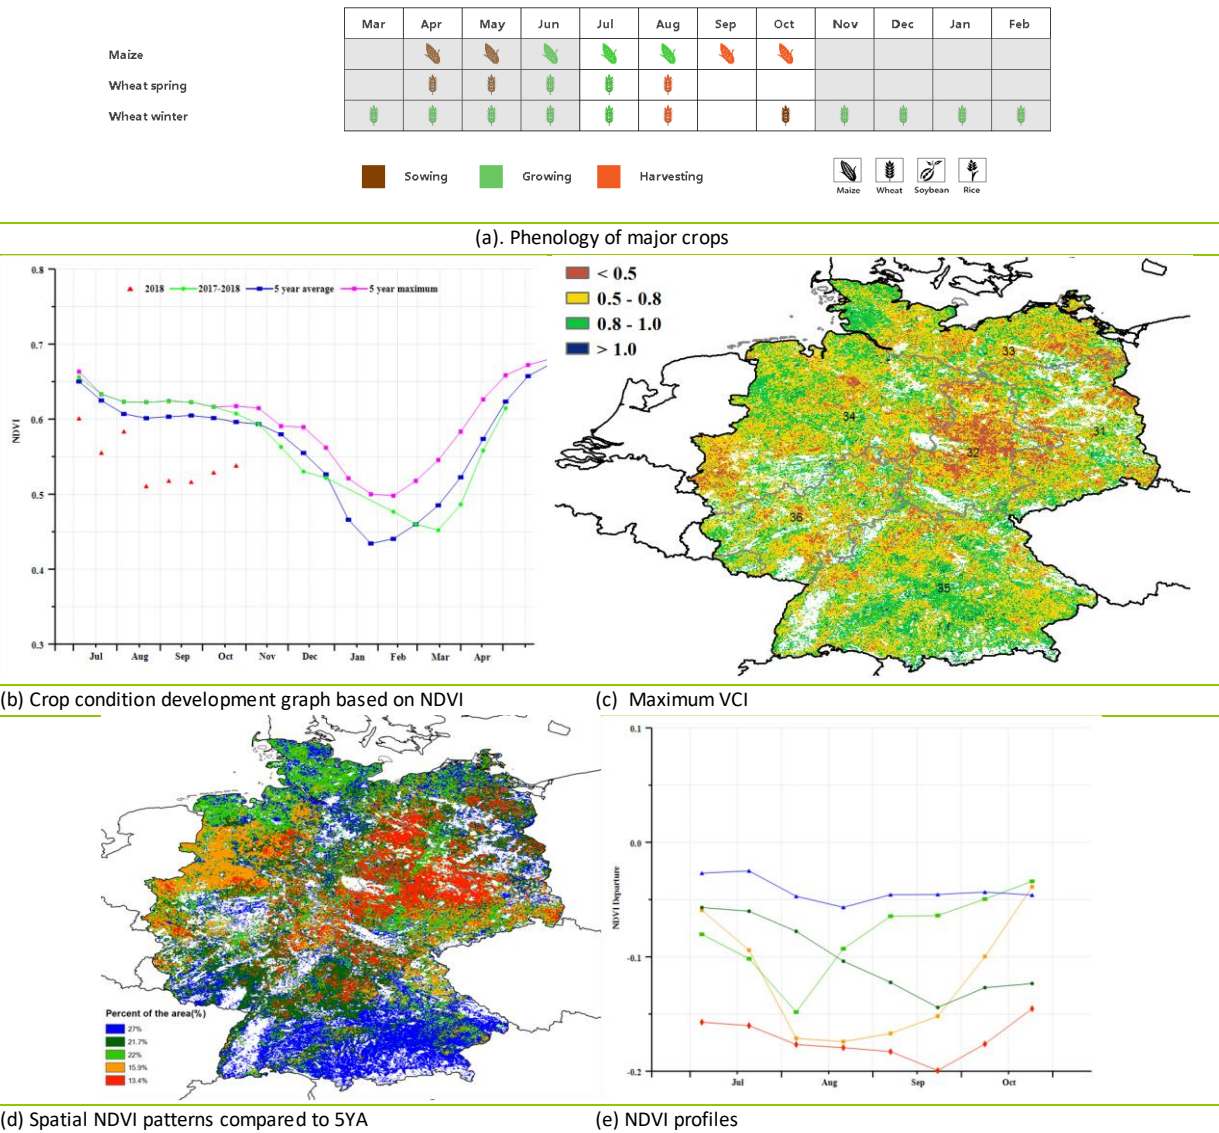 Mar Apr May Jun Jul Aug Sep Oct Nov Dec Jan Feb
Maize
Wheat spring
Wheat winter
Sowing Growing Harvesting
Maize Wheat Soybean Rice
(a). Phenology of major crops
0.8
2018 2017-2018 5 year average 5 year maximum
0.7
0.6
NDVI
0.5
0.4
0.3
Jul Aug Sep Oct Nov Dec Jan Feb Mar Apr
< 0.5
0.5 - 0.8
0.8 - 1.0
> 1.0
33
34
31
32
36
35
(b) Crop condition development graph based on NDVI
(c) Maximum VCI
Percent of the area(%)
27%
21.7%
22%
15.9%
13.4%
0.1
0.0
NDVI Departure
-0.1
-0.2
Jul Aug Sep Oct
(d) Spatial NDVI patterns compared to 5YA
(e) NDVI profiles